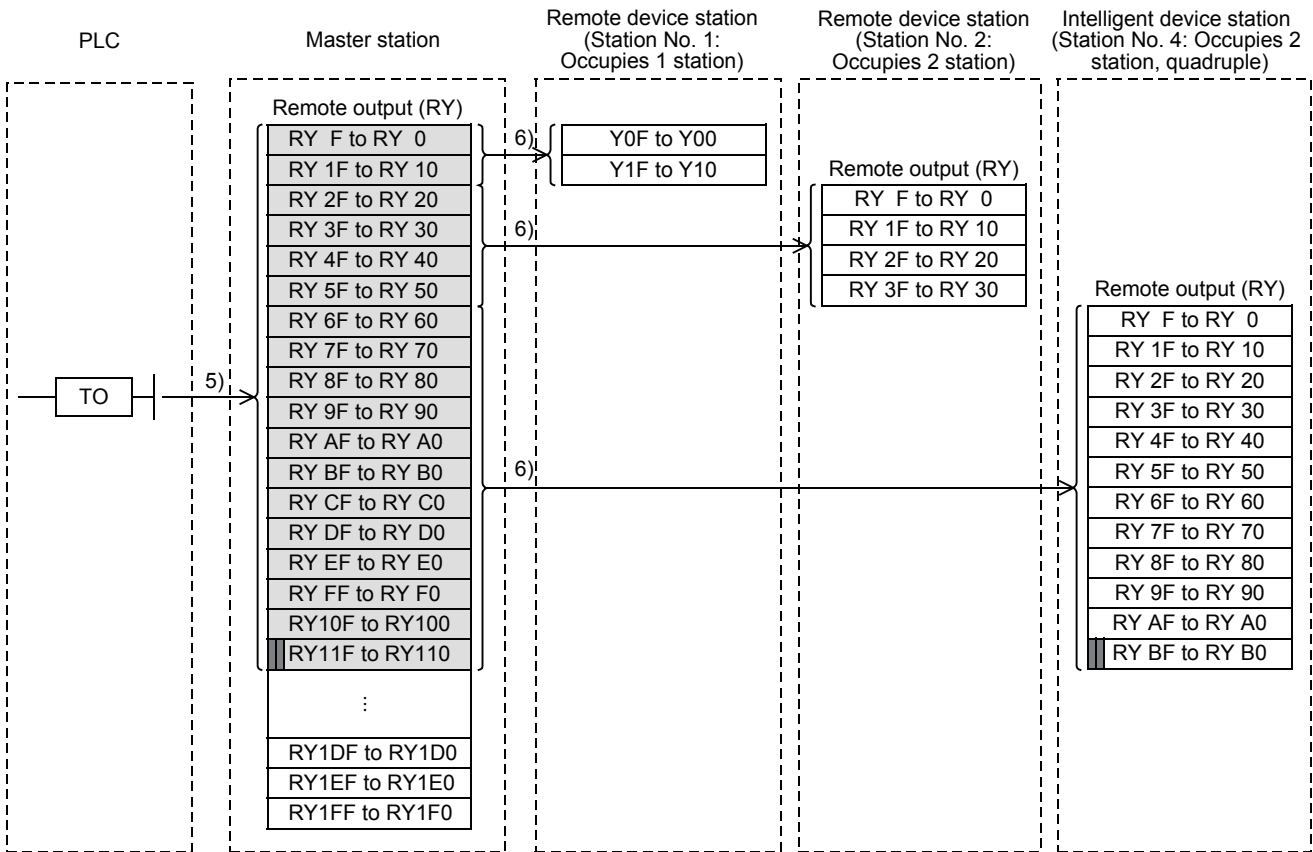 PLC
Master station
Remote device station
(Station No. 1:
Occupies 1 station)
Remote device station
(Station No. 2:
Occupies 2 station)
Intelligent device station
(Station No. 4: Occupies 2
station, quadruple)
TO
5)
Remote output (RY)
RY F to RY 0
RY 1F to RY 10
RY 2F to RY 20
RY 3F to RY 30
RY 4F to RY 40
RY 5F to RY 50
RY 6F to RY 60
RY 7F to RY 70
RY 8F to RY 80
RY 9F to RY 90
RY AF to RY A0
RY BF to RY B0
RY CF to RY C0
RY DF to RY D0
RY EF to RY E0
RY FF to RY F0
RY10F to RY100
RY11F to RY110
⋮
RY1DF to RY1D0
RY1EF to RY1E0
RY1FF to RY1F0
6)
Y0F to Y00
Y1F to Y10
6)
Remote output (RY)
RY F to RY 0
RY 1F to RY 10
RY 2F to RY 20
RY 3F to RY 30
6)
Remote output (RY)
RY F to RY 0
RY 1F to RY 10
RY 2F to RY 20
RY 3F to RY 30
RY 4F to RY 40
RY 5F to RY 50
RY 6F to RY 60
RY 7F to RY 70
RY 8F to RY 80
RY 9F to RY 90
RY AF to RY A0
RY BF to RY B0